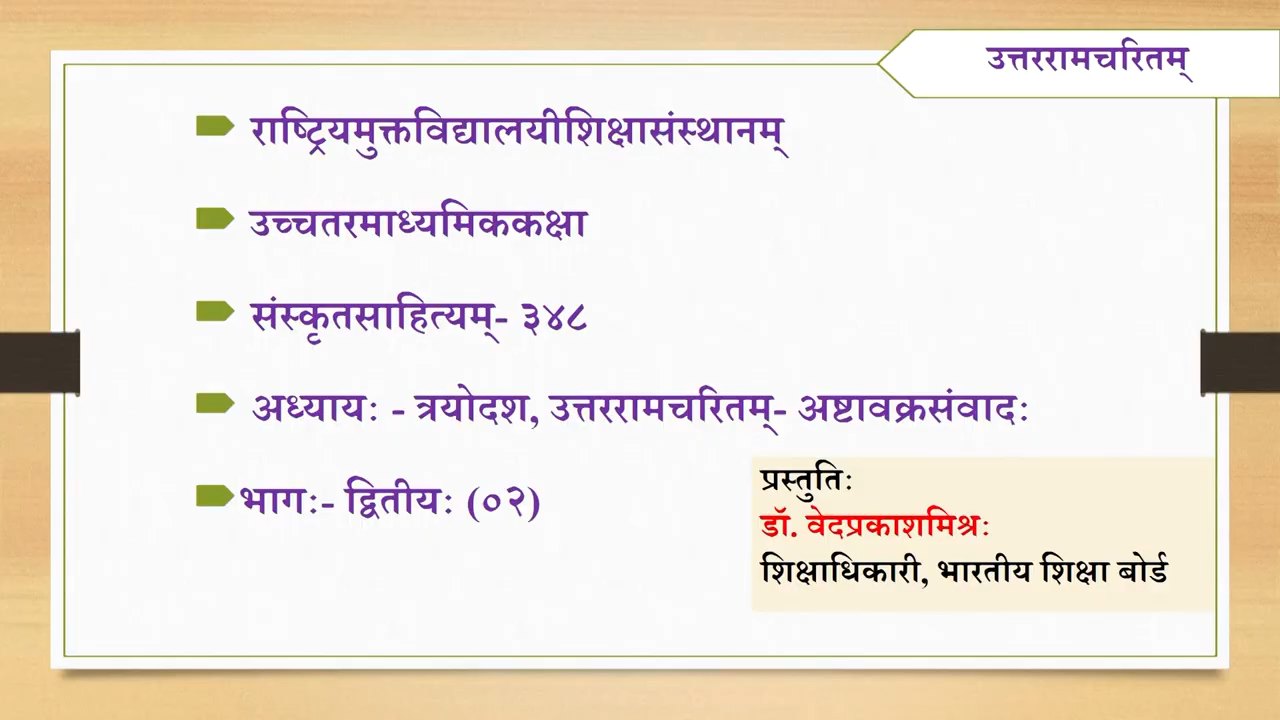 उत्तररामचरितम्
राष्ट्रियमुक्तविद्यालयीशिक्षासंस्थानम्
उच्चतरमाध्यमिककक्षा
संस्कृतसाहित्यम्- ३४८
अध्यायः - त्रयोदश, उत्तररामचरितम्- अष्टावक्रसंवादः
भागः- द्वितीयः (०२)
प्रस्तुतिः
डॉ. वेदप्रकाशमिश्रः
शिक्षाधिकारी, भारतीय शिक्षा बोर्ड